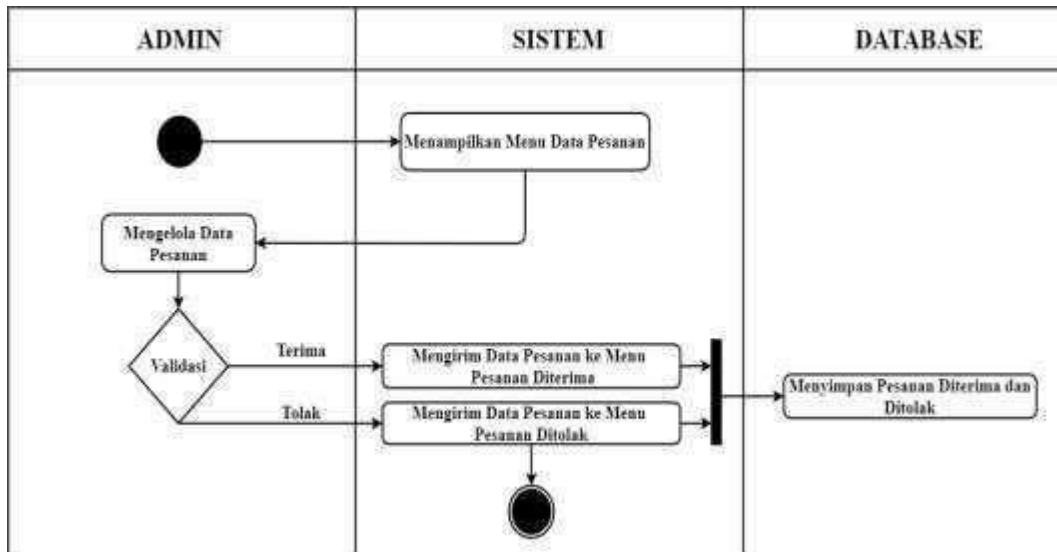 ADMIN
SISTEM
DATABASE
Menampilkan Menu Data Pesanan
Mengelola Data
Pesanan
Validasi
Terima
Mengirim Data Pesanan ke Menu
Pesanan Diterima
Menyimpan Pesanan Diterima dan
Ditolak
Tolak
Mengirim Data Pesanan ke Menu
Pesanan Ditolak